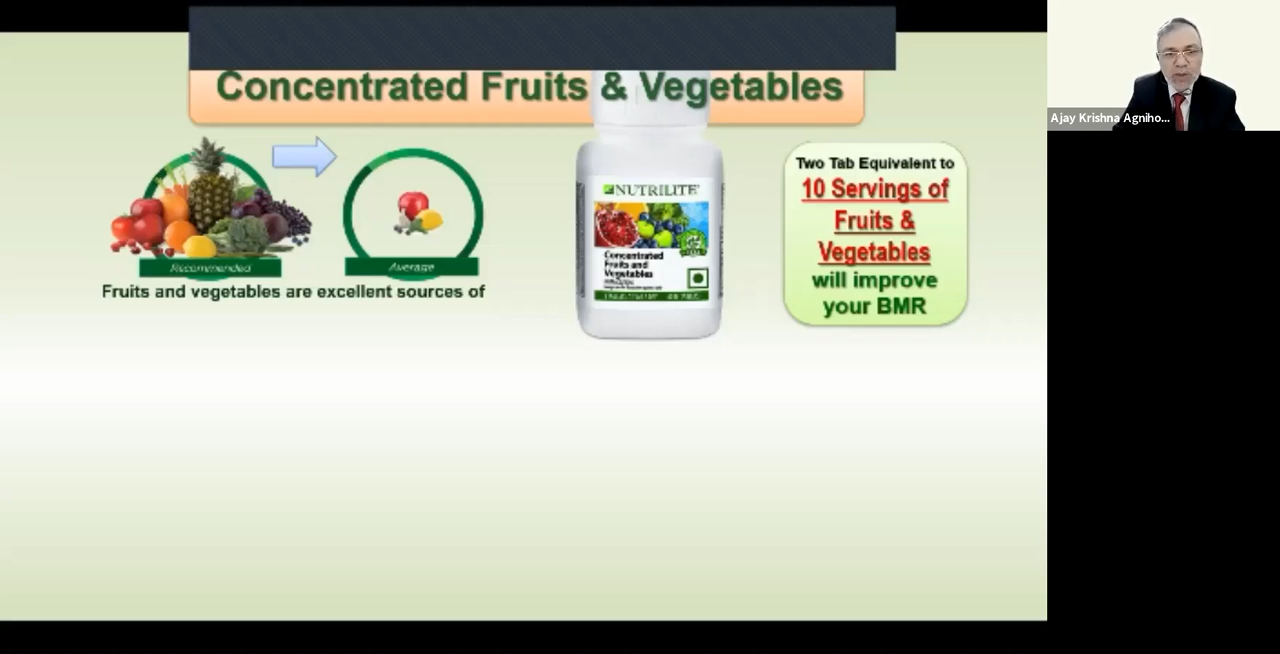 Concentrated Fruits & Vegetables
Ajay Krishna Agniho...
Recommended
Average
Fruits and vegetables are excellent sources of
NUTRILITE
Concentrated
Fruits and
Vegetables
Two Tab Equivalent to
10 Servings of
Fruits &
Vegetables
will improve
your BMR